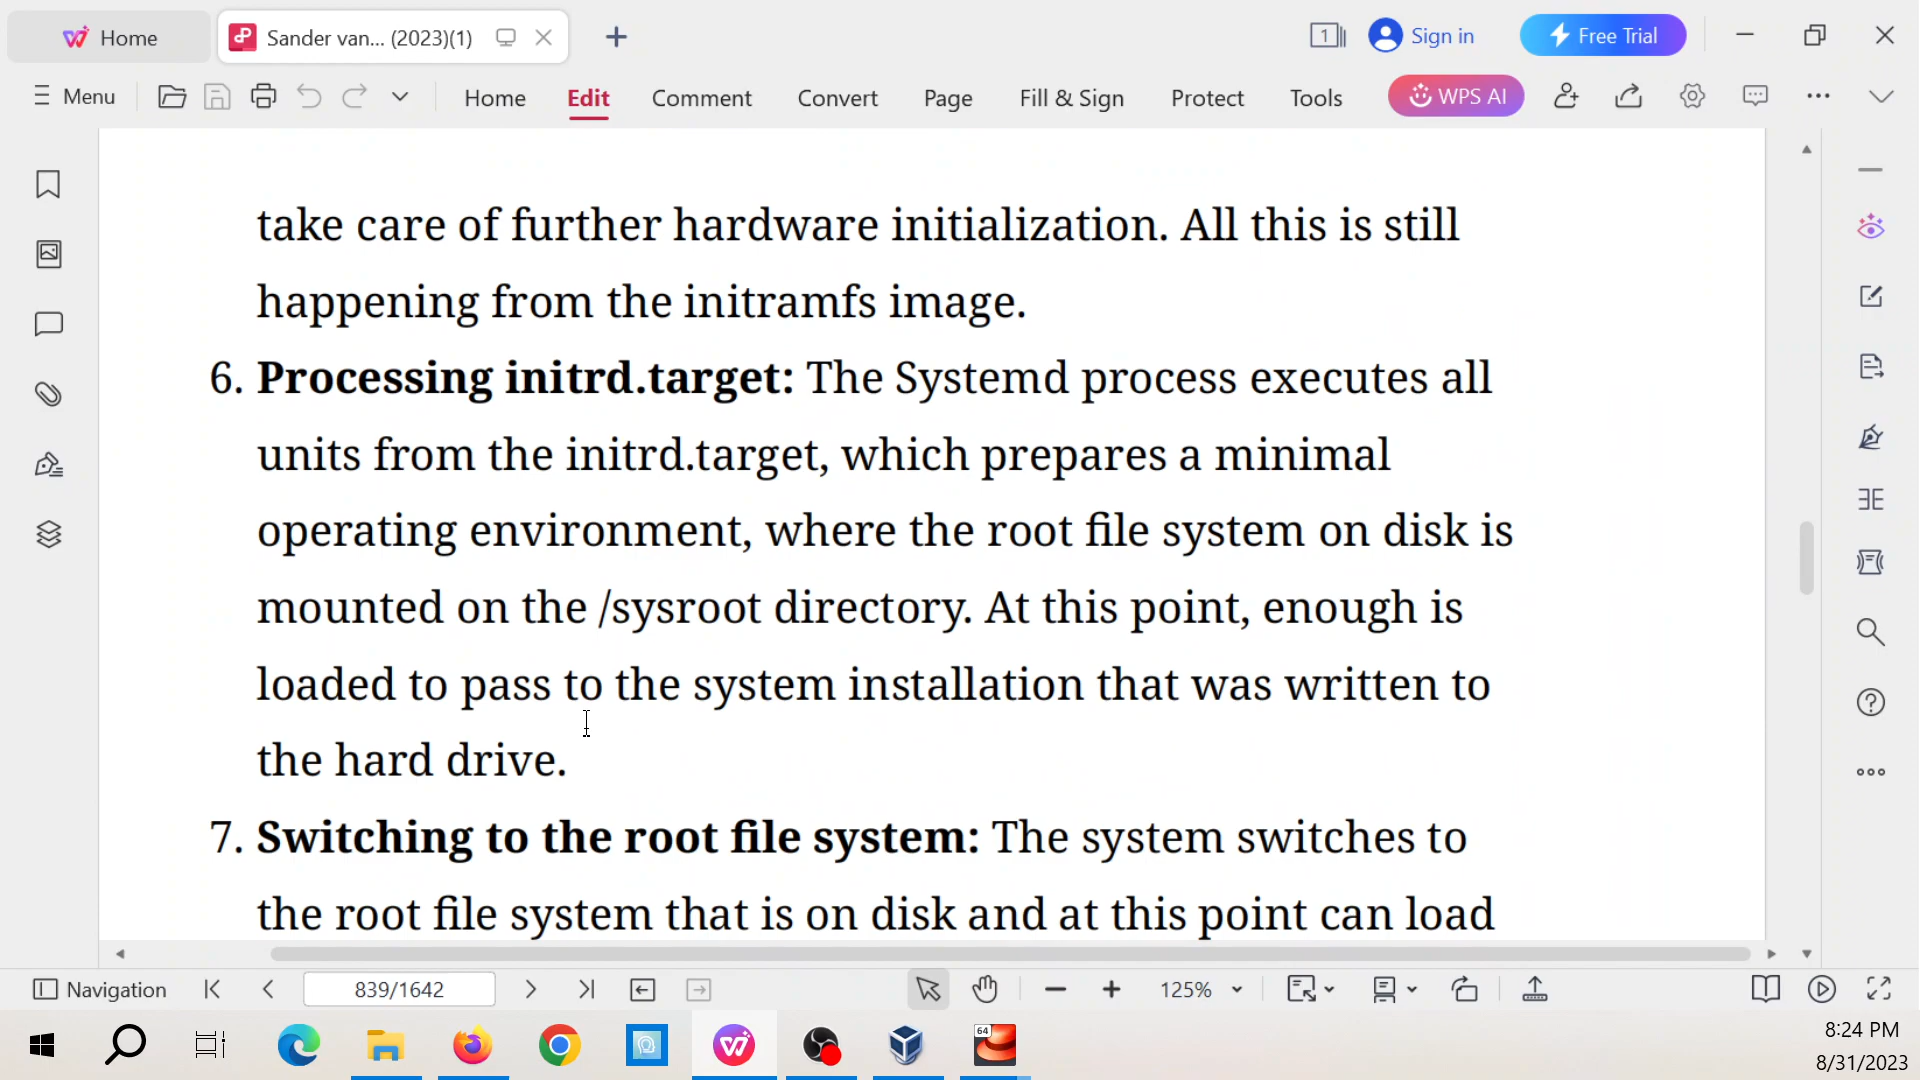 Home
Sander van... (2023)(1)
1
Sign in
Free Trial
Menu
Home
Edit
Comment
Convert
Page
Fill & Sign
Protect
Tools
WPS AI
take care of further hardware initialization. All this is still
happening from the initramfs image.
6. Processing initrd.target: The Systemd process executes all
units from the initrd.target, which prepares a minimal
operating environment, where the root file system on disk is
mounted on the /sysroot directory. At this point, enough is
loaded to pass to the system installation that was written to
the hard drive.
7. Switching to the root file system: The system switches to
the root file system that is on disk and at this point can load
Navigation
839/1642
125%
64
8:24 PM
8/31/2023